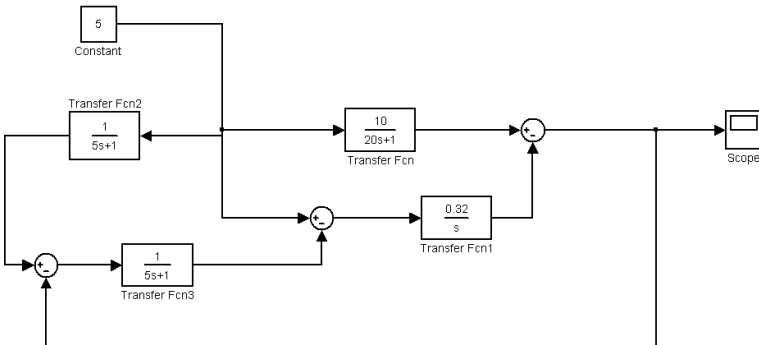 5
Constant
Transfer Fcn2
1
5s+1
10
20s+1
Transfer Fcn
+
-
Scope
+
-
0.32
s
Transfer Fcn1
+
-
1
5s+1
Transfer Fcn3